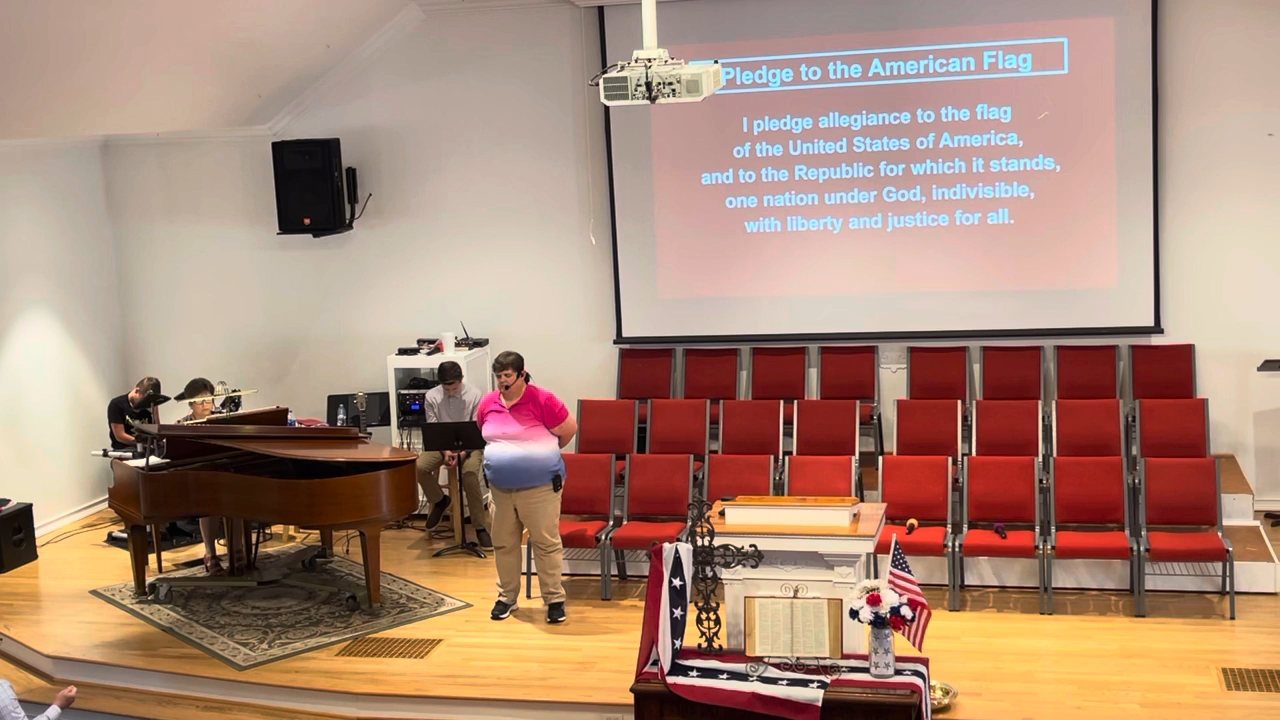 Pledge to the American Flag
I pledge allegiance to the flag
of the United States of America,
and to the Republic for which it stands,
one nation under God, indivisible,
with liberty and justice for all.